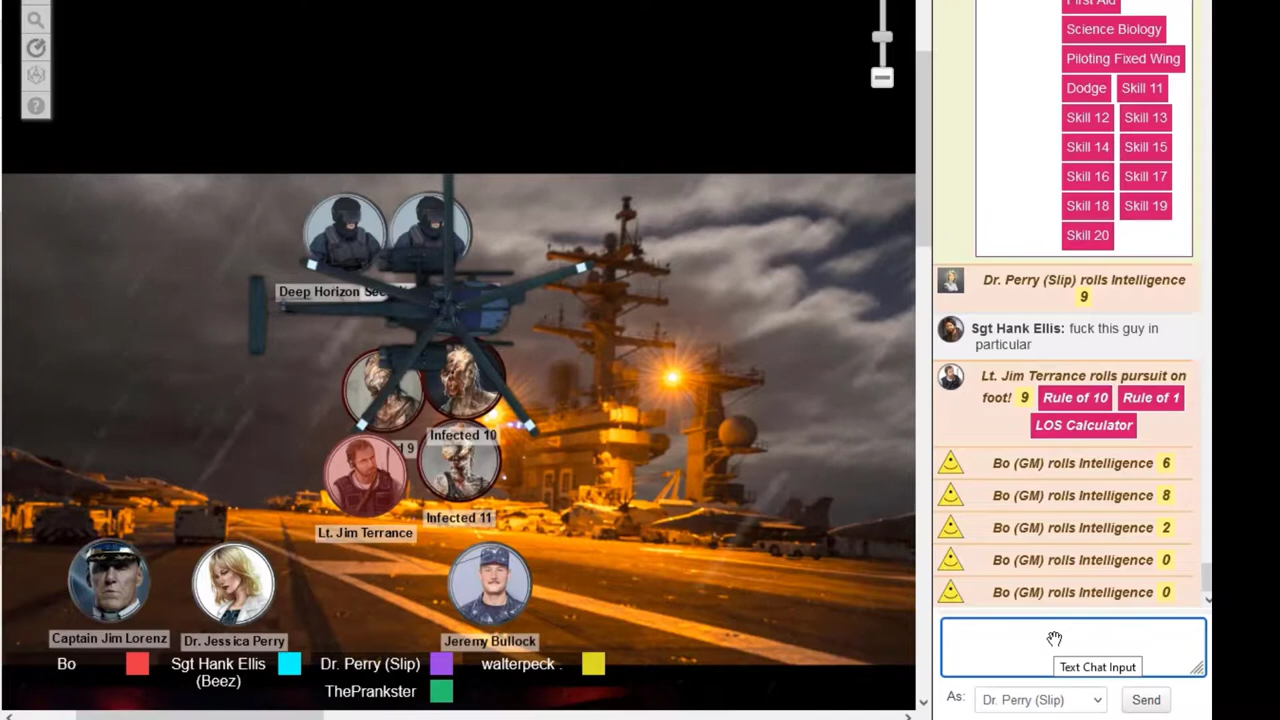 First Aid
Science Biology
Piloting Fixed Wing
Dodge Skill 11
Skill 12 Skill 13
Skill 14 Skill 15
Skill 16 Skill 17
Skill 18 Skill 19
Skill 20
Dr. Perry (Slip) rolls Intelligence
9
Sgt Hank Ellis: fuck this guy in
particular
Lt. Jim Terrance rolls pursuit on
foot! 9 Rule of 10 Rule of 1
LOS Calculator
Bo (GM) rolls Intelligence 6
Bo (GM) rolls Intelligence 8
Bo (GM) rolls Intelligence 2
Bo (GM) rolls Intelligence 0
Bo (GM) rolls Intelligence 0
Text Chat Input
As: Dr. Perry (Slip) Send
Deep Horizon
Infected 10
9
Infected 11
Lt. Jim Terrance
Captain Jim Lorenz
Dr. Jessica Perry
Jeremy Bullock
Bo
Sgt Hank Ellis
(Beez)
Dr. Perry (Slip)
walterpeck .
ThePrankster